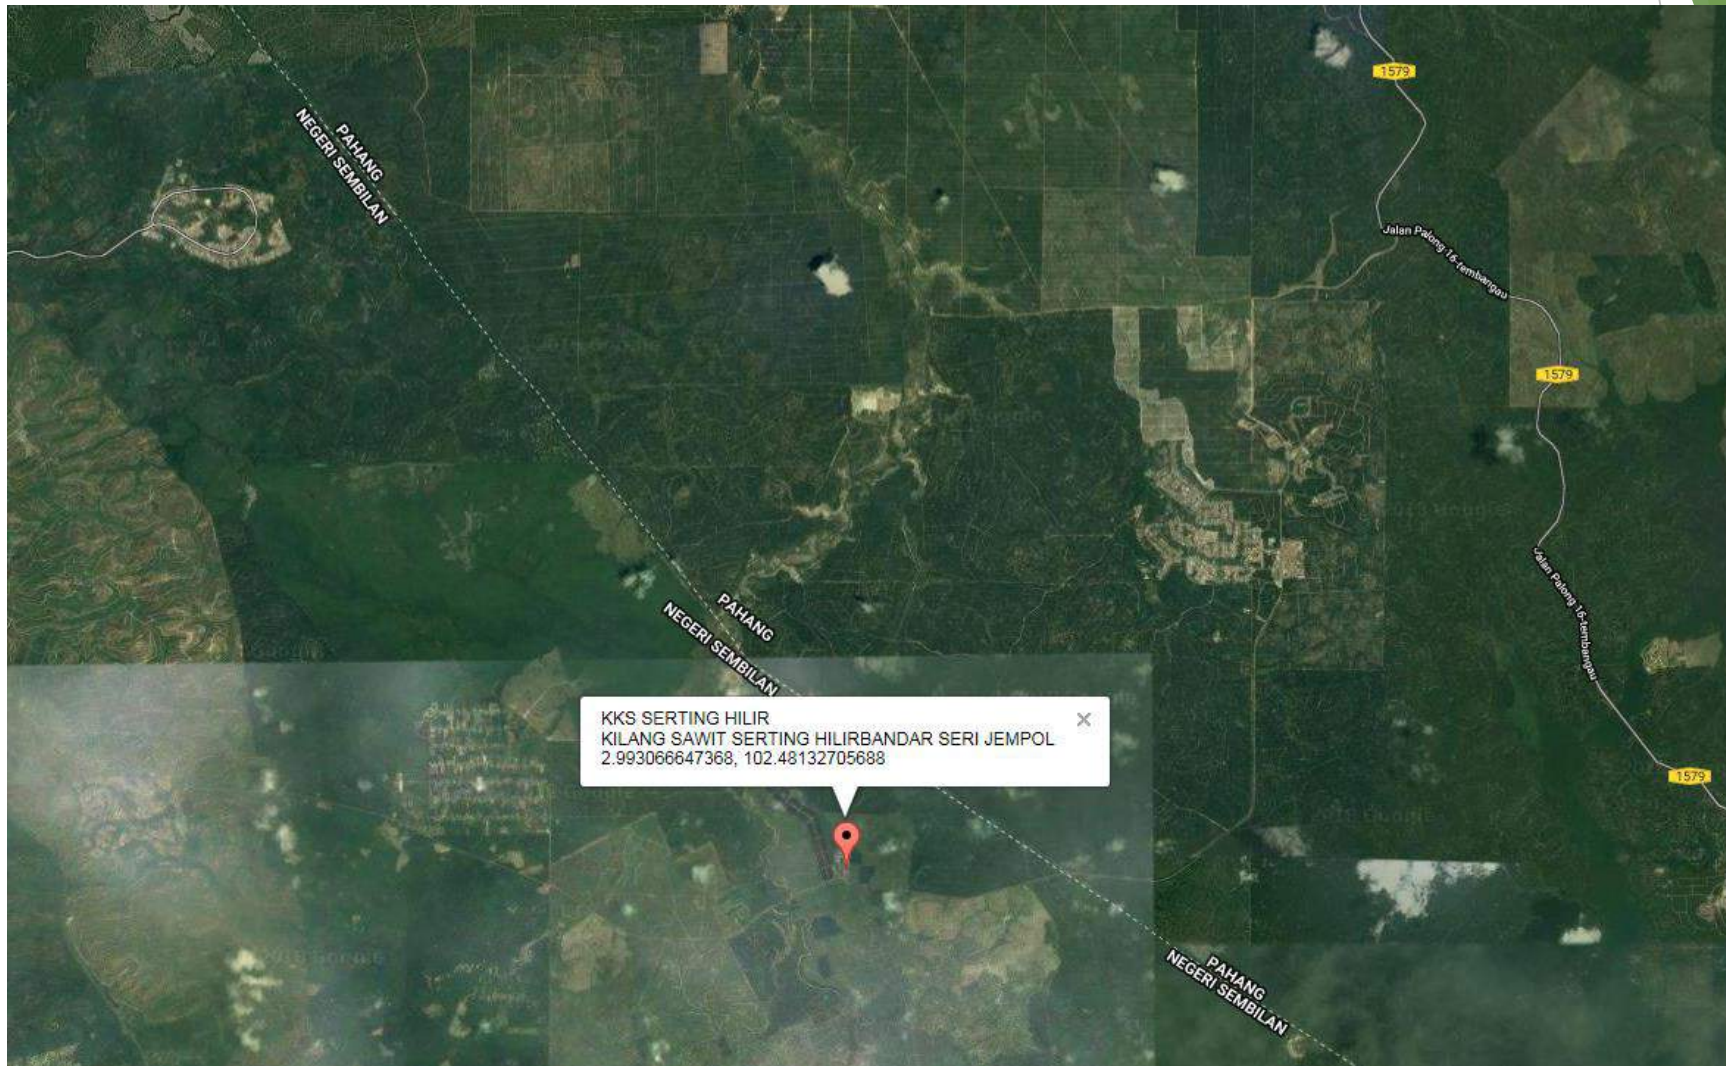 1579
PAHANG
NEGERI SEMBILAN
Jalan Palong 16-tembangau
1579
Jalan Palong 16-tembangau
PAHANG
NEGERI SEMBILAN
KKS SERTING HILIR
KILANG SAWIT SERTING HILIRBANDAR SERI JEMPOL
2.993066647368, 102.48132705688
1579
PAHANG
NEGERI SEMBILAN